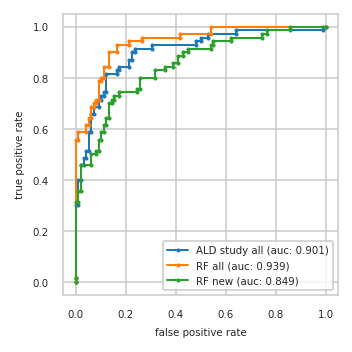 1.0
0.8
0.6
0.4
0.2
0.0
true positive rate
ALD study all (auc: 0.901)
RF all (auc: 0.939)
RF new (auc: 0.849)
0.0 0.2 0.4 0.6 0.8 1.0
false positive rate